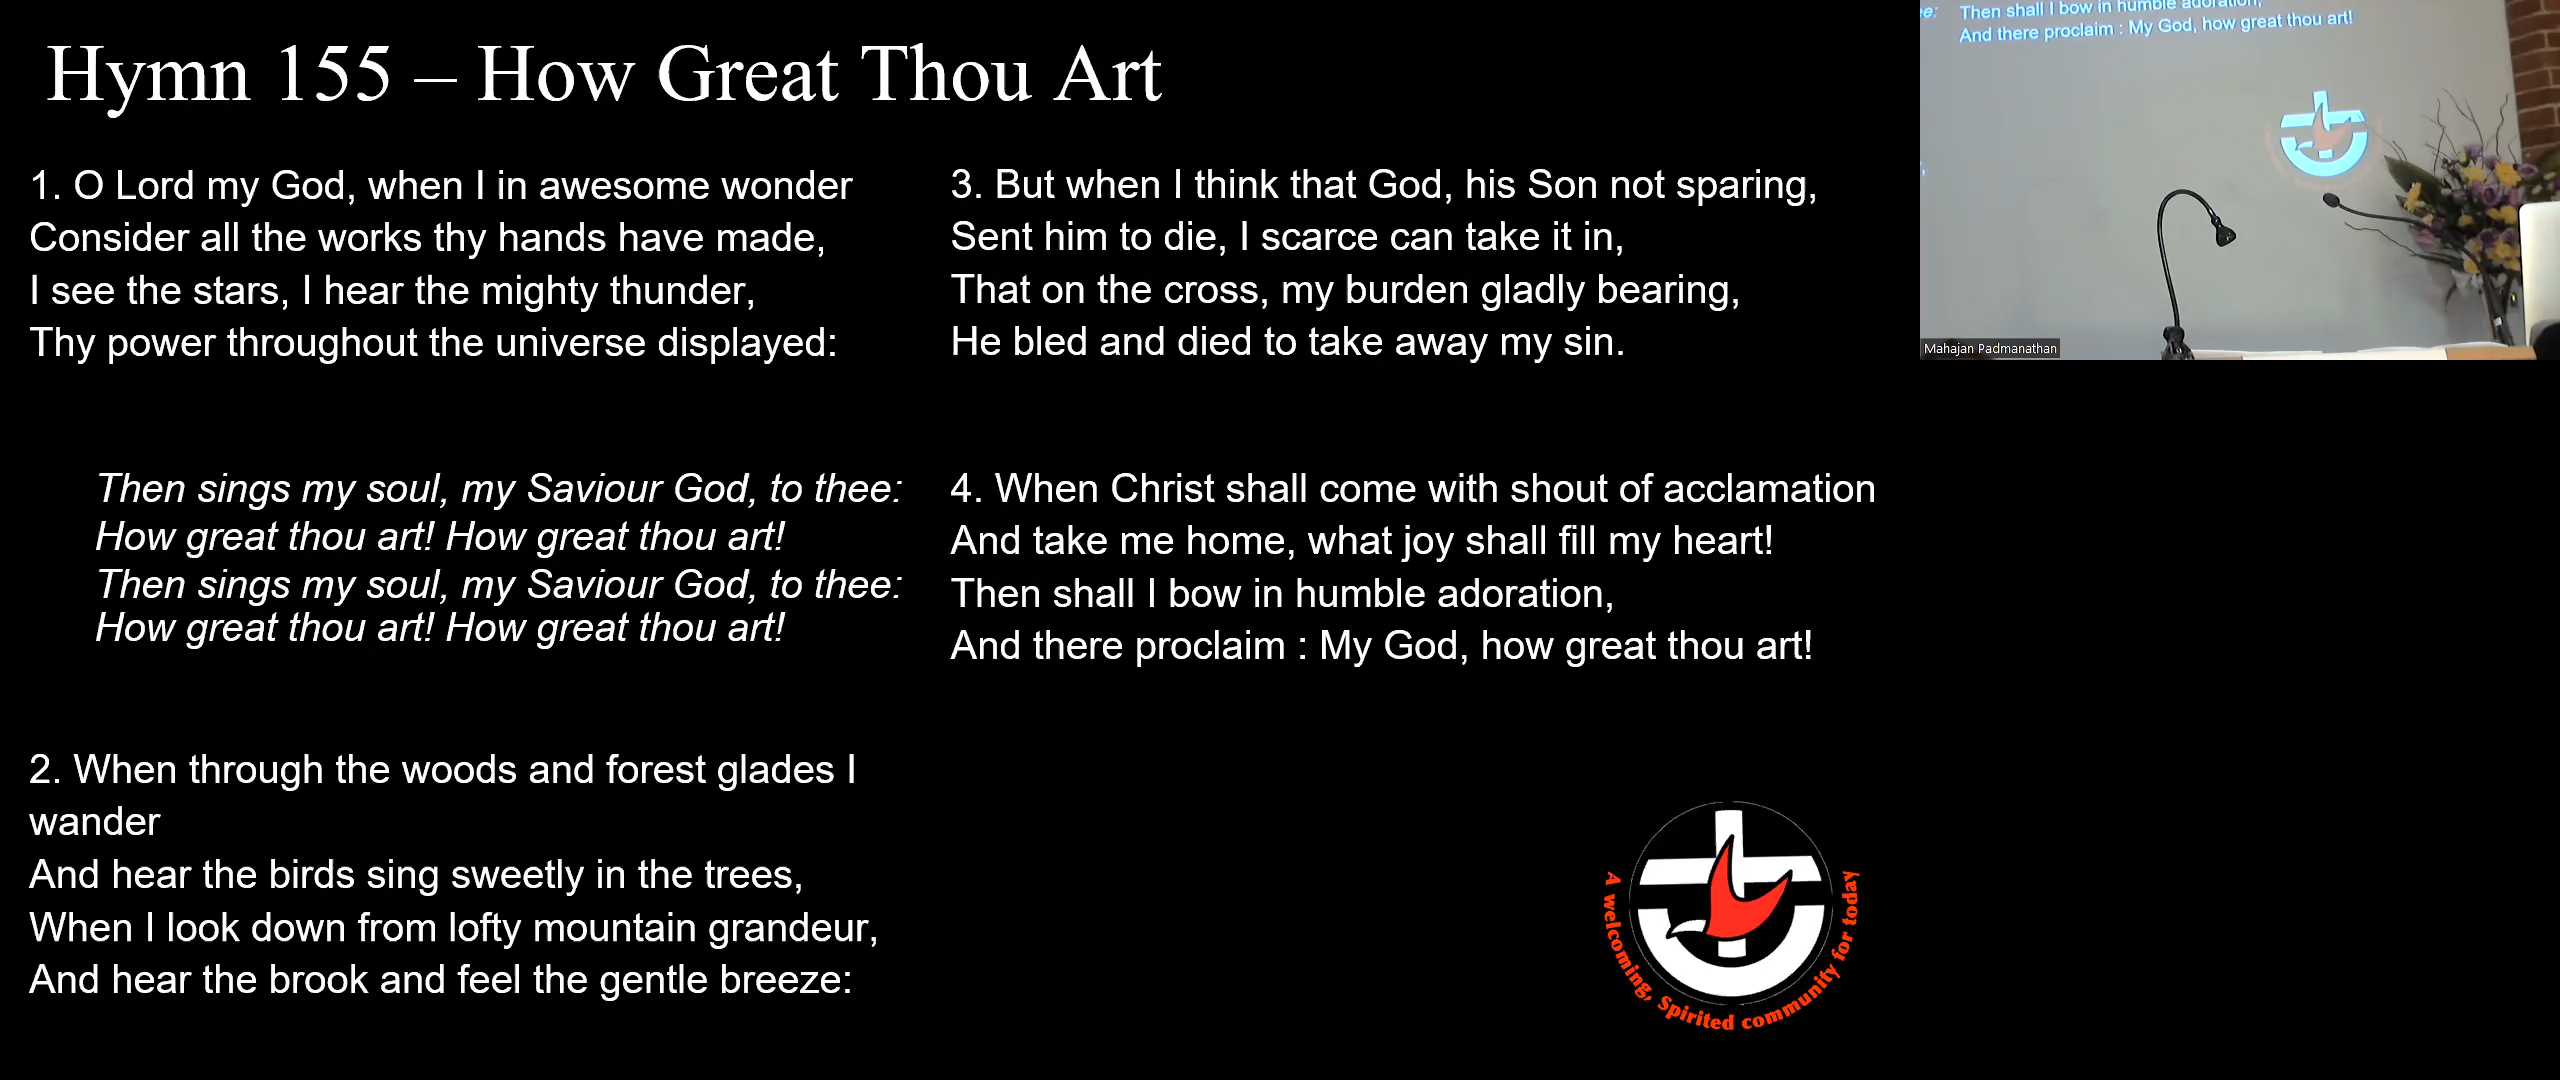 Hymn 155 – How Great Thou Art
1. O Lord my God, when I in awesome wonder
Consider all the works thy hands have made,
I see the stars, I hear the mighty thunder,
Thy power throughout the universe displayed:
Then sings my soul, my Saviour God, to thee:
How great thou art! How great thou art!
Then sings my soul, my Saviour God, to thee:
How great thou art! How great thou art!
2. When through the woods and forest glades I
wander
And hear the birds sing sweetly in the trees,
When I look down from lofty mountain grandeur,
And hear the brook and feel the gentle breeze:
3. But when I think that God, his Son not sparing,
Sent him to die, I scarce can take it in,
That on the cross, my burden gladly bearing,
He bled and died to take away my sin.
4. When Christ shall come with shout of acclamation
And take me home, what joy shall fill my heart!
Then shall I bow in humble adoration,
And there proclaim : My God, how great thou art!
A welcoming, Spirited community for today
ee: Then shall I bow in humble adoration,
And there proclaim : My God, how great thou art!
Mahajan Padmanathan